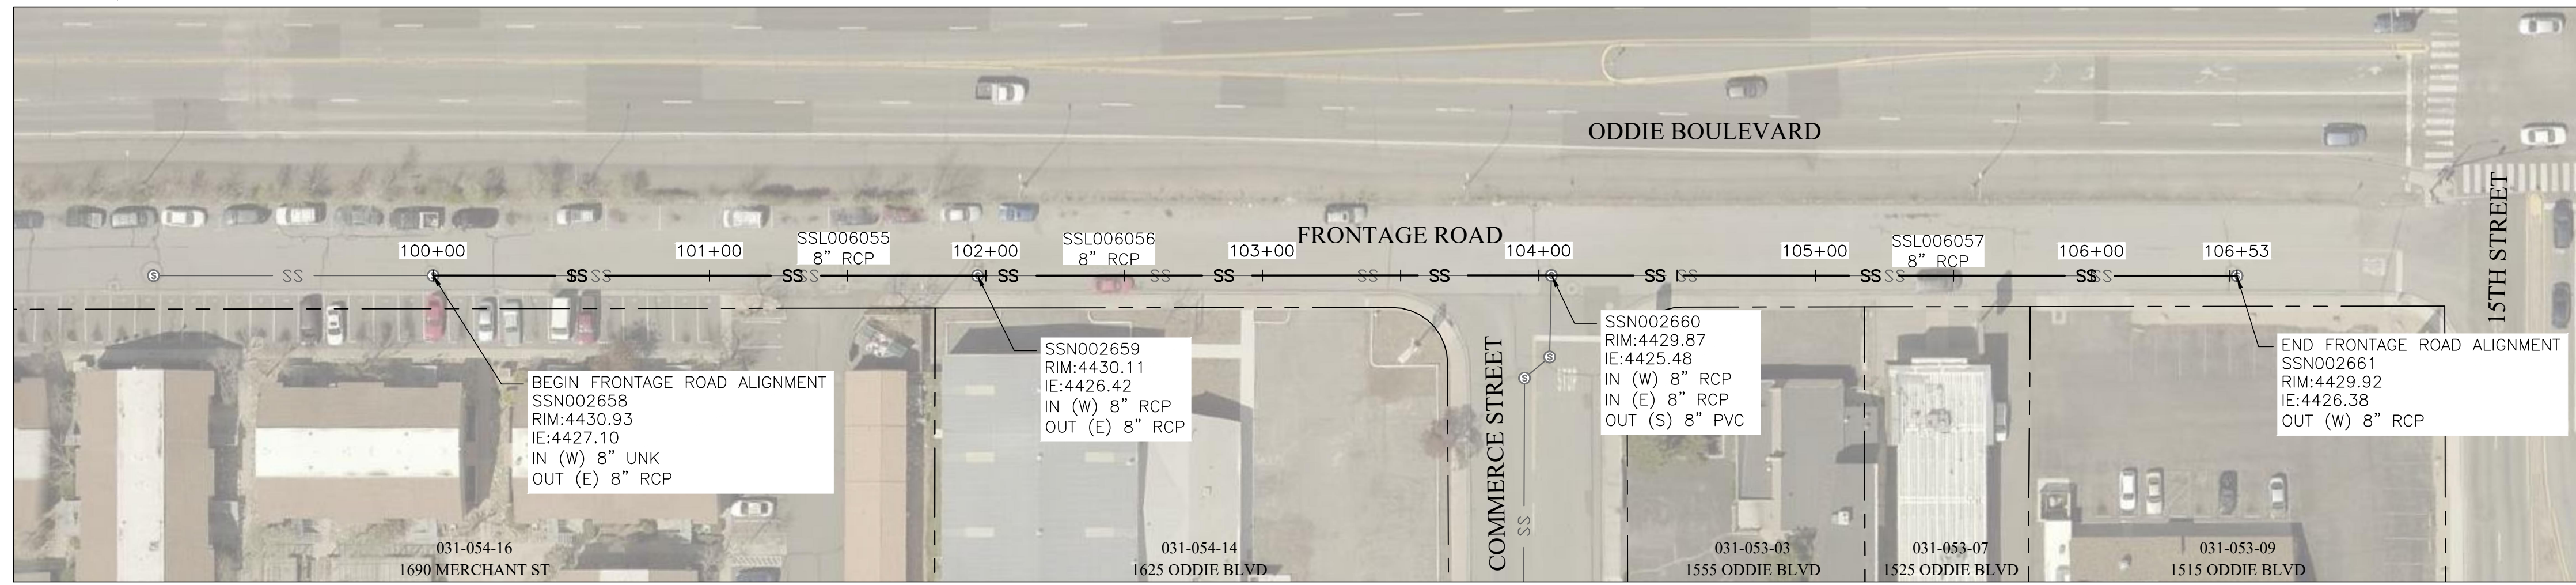 ODDIE BOULEVARD
FRONTAGE ROAD
15TH STREET
COMMERCE STREET
100+00
101+00
SSL006055
8" RCP
102+00
SSL006056
8" RCP
103+00
104+00
105+00
SSL006057
8" RCP
106+00
106+53
S
SS
S
SS
SS
SS
SS
S
SS
SS
SS
SS
SS
S
SS
SS
SS
SS
SS
SS
S
S
S
SS
BEGIN FRONTAGE ROAD ALIGNMENT
SSN002658
RIM:4430.93
IE:4427.10
IN (W) 8" UNK
OUT (E) 8" RCP
SSN002659
RIM:4430.11
IE:4426.42
IN (W) 8" RCP
OUT (E) 8" RCP
SSN002660
RIM:4429.87
IE:4425.48
IN (W) 8" RCP
IN (E) 8" RCP
OUT (S) 8" PVC
END FRONTAGE ROAD ALIGNMENT
SSN002661
RIM:4429.92
IE:4426.38
OUT (W) 8" RCP
031-054-16
1690 MERCHANT ST
031-054-14
1625 ODDIE BLVD
031-053-03
1555 ODDIE BLVD
031-053-07
1525 ODDIE BLVD
031-053-09
1515 ODDIE BLVD